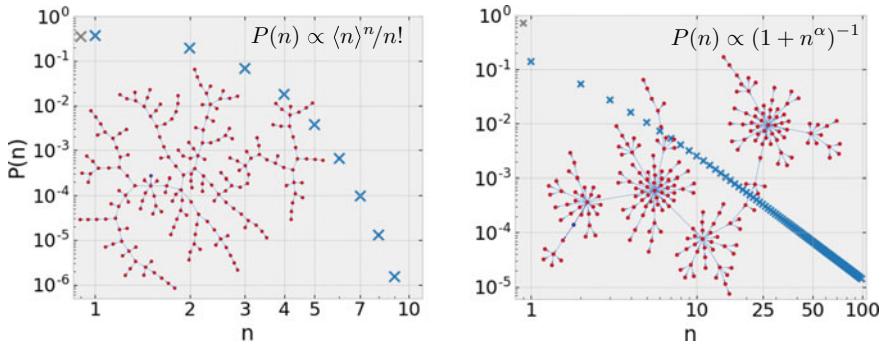 P(n) ∝ ⟨n⟩ⁿ/n!
10⁰
10⁻¹
10⁻²
10⁻³
10⁻⁴
10⁻⁵
10⁻⁶
P(n)
1 2 3 4 5 7 10
n
P(n) ∝ (1 + n^α)⁻¹
10⁰
10⁻¹
10⁻²
10⁻³
10⁻⁴
10⁻⁵
1 10 25 50 100
n